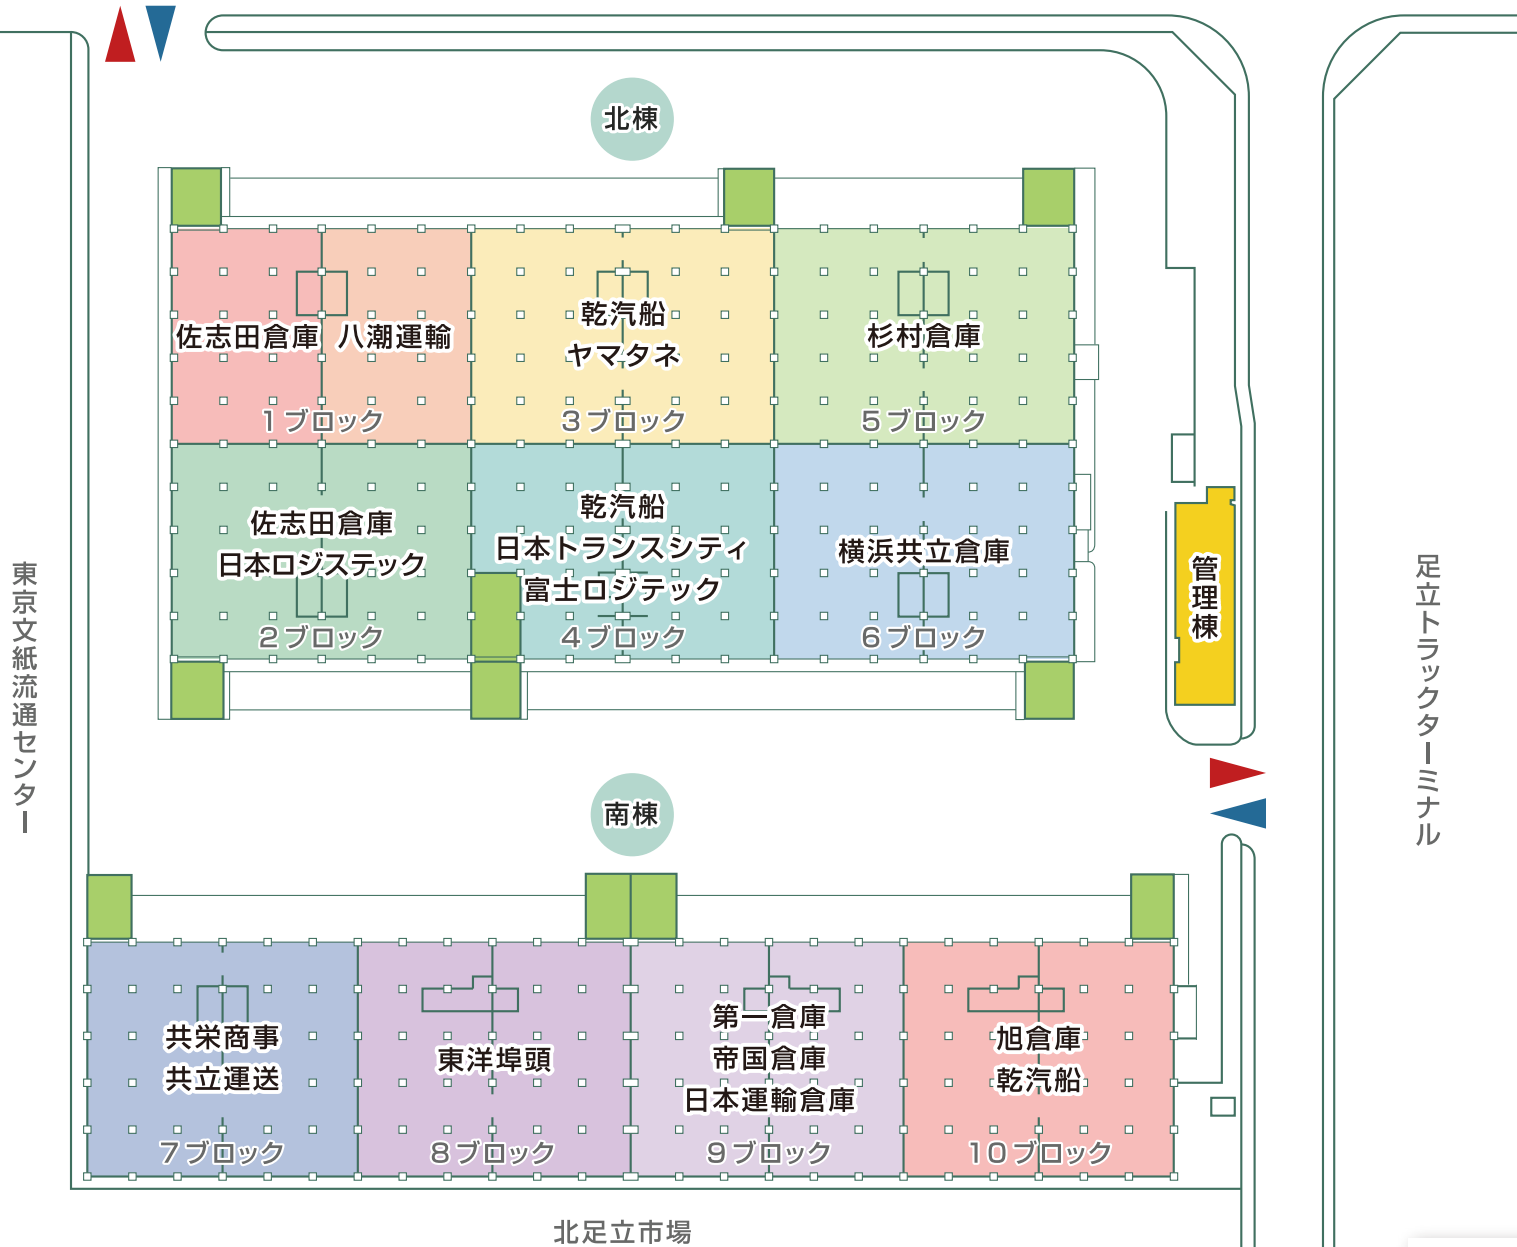 北棟
佐志田倉庫
八潮運輸
1ブロック
乾汽船
ヤマタネ
3ブロック
杉村倉庫
5ブロック
佐志田倉庫
日本ロジステック
2ブロック
乾汽船
日本トランスシティ
富士ロジテック
4ブロック
横浜共立倉庫
6ブロック
管理棟
東京文紙流通センター
足立トラックターミナル
南棟
共栄商事
共立運送
7ブロック
東洋埠頭
8ブロック
第一倉庫
帝国倉庫
日本運輸倉庫
9ブロック
旭倉庫
乾汽船
10ブロック
北足立市場